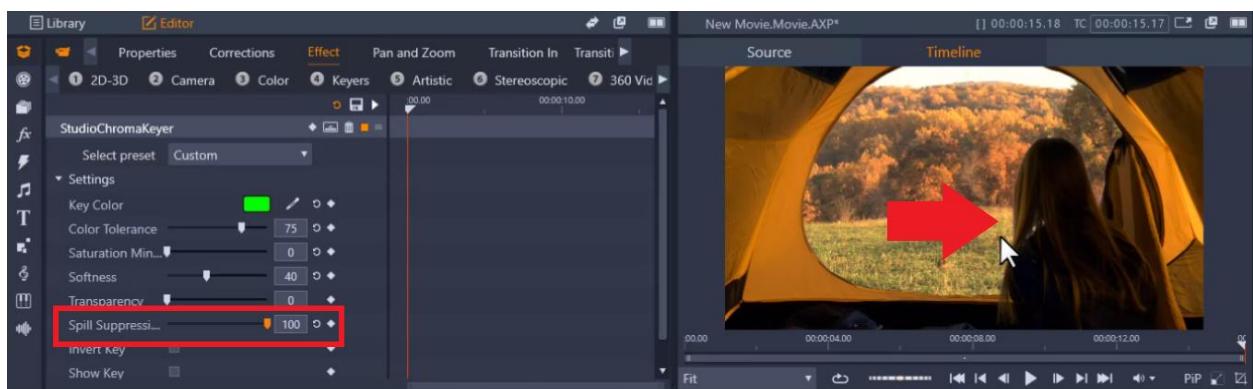 Library Editor
New Movie.Movie.AXP* [] 00:00:15.18 TC 00:00:15.17
Properties Corrections Effect Pan and Zoom Transition In Transiti
Source Timeline
1 2D-3D 2 Camera 3 Color 4 Keyers 5 Artistic 6 Stereoscopic 7 360 Vid
:00.00 00:00:10.00
StudioChromaKeyer
Select preset Custom
Settings
Key Color
Color Tolerance 75
Saturation Min... 0
Softness 40
Transparency 0
Spill Suppressi... 100
Invert Key
Show Key
fx
T
:00.00 00:00:04.00 00:00:08.00 00:00:12.00
Fit PiP